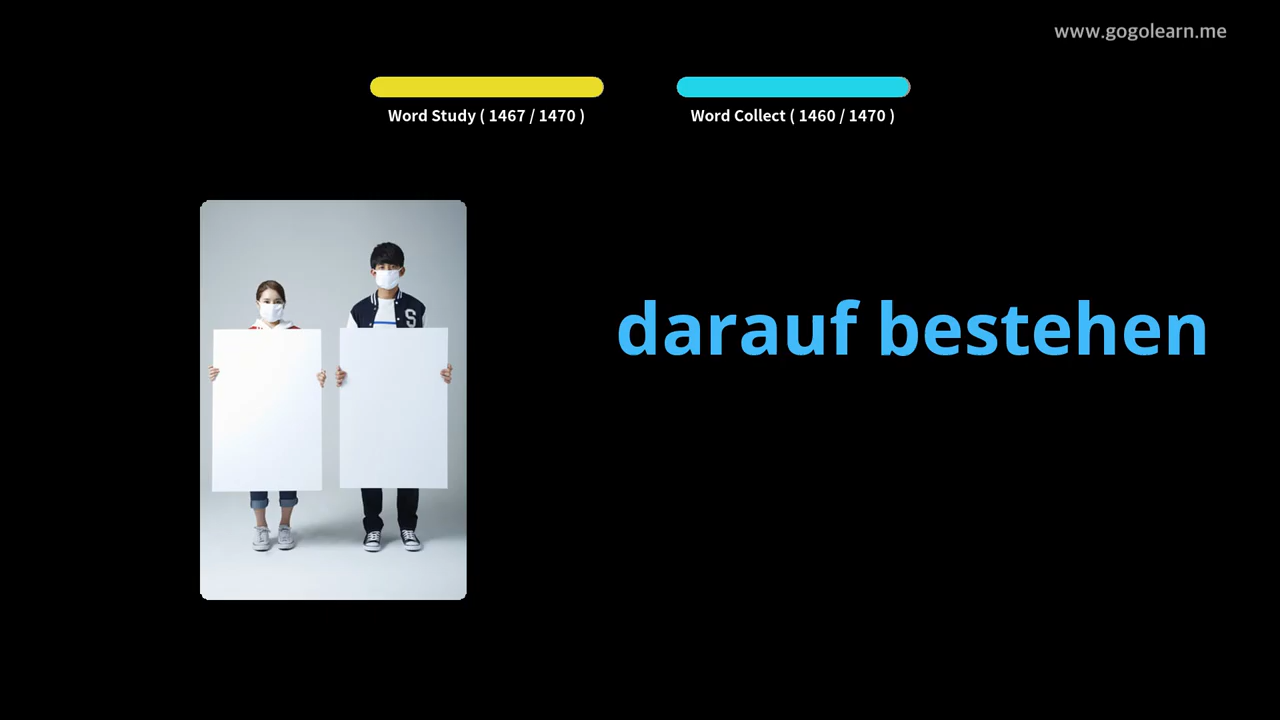 www.gogolearn.me
Word Study ( 1467 / 1470 )
Word Collect ( 1460 / 1470 )
S
darauf bestehen